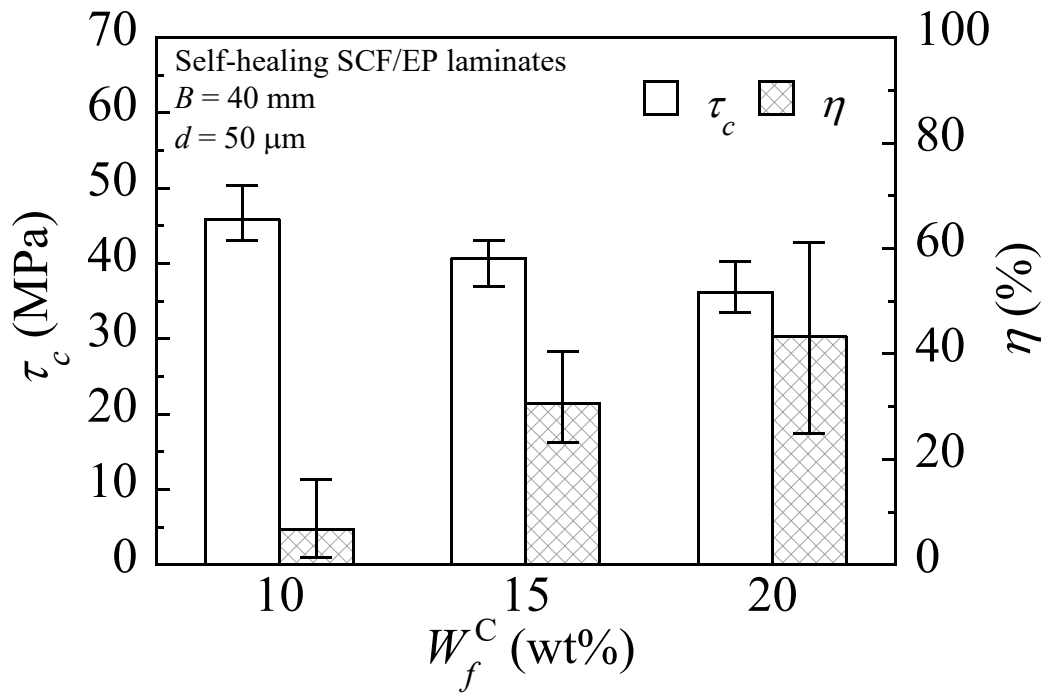 Self-healing SCF/EP laminates
B = 40 mm
d = 50 μm
τc η
70
60
50
40
30
20
10
0
τc (MPa)
100
80
60
40
20
0
η (%)
10 15 20
WfC (wt%)